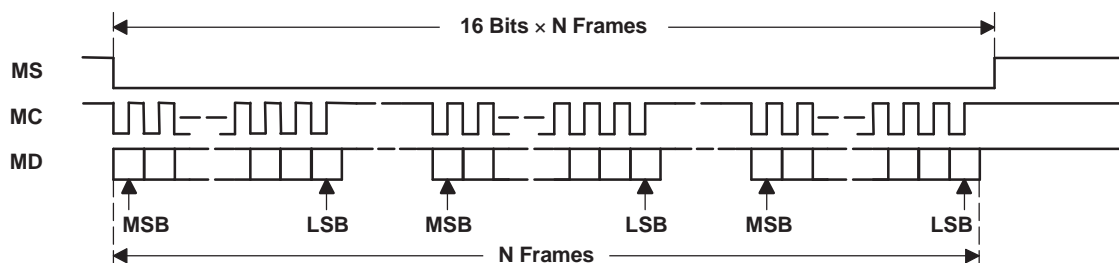 16 Bits × N Frames
MS
MC
MD
MSB LSB MSB LSB MSB LSB
N Frames